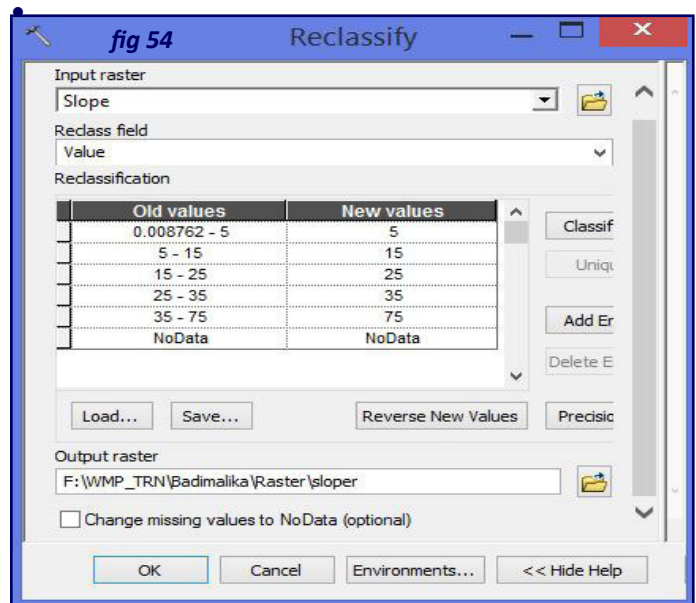 fig 54 Reclassify
Input raster
Slope
Reclass field
Value
Reclassification
Old values New values
0.008762 - 5 5
5 - 15 15
15 - 25 25
25 - 35 35
35 - 75 75
NoData NoData
Classif
Uniqu
Add En
Delete E
Load... Save... Reverse New Values Precisio
Output raster
F:\WMP_TRN\Badimalika\Raster\sloper
Change missing values to NoData (optional)
OK Cancel Environments... << Hide Help